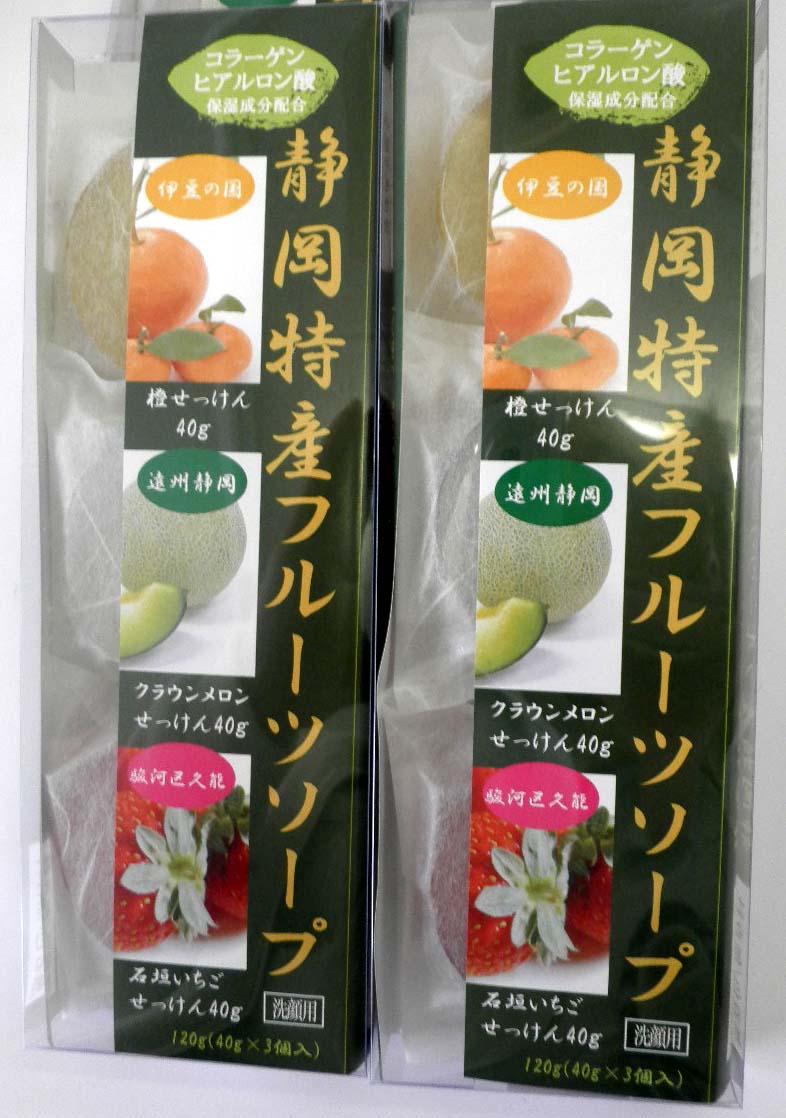 コラーゲン
ヒアルロン酸
保湿成分配合
静岡特産フルーツソープ
伊豆の国
橙せっけん
40g
遠州静岡
クラウンメロン
せっけん40g
駿河区久能
石垣いちご
せっけん40g
洗顔用
120g(40g×3個入)
コラーゲン
ヒアルロン酸
保湿成分配合
静岡特産フルーツソープ
伊豆の国
橙せっけん
40g
遠州静岡
クラウンメロン
せっけん40g
駿河区久能
石垣いちご
せっけん40g
洗顔用
120g(40g×3個入)